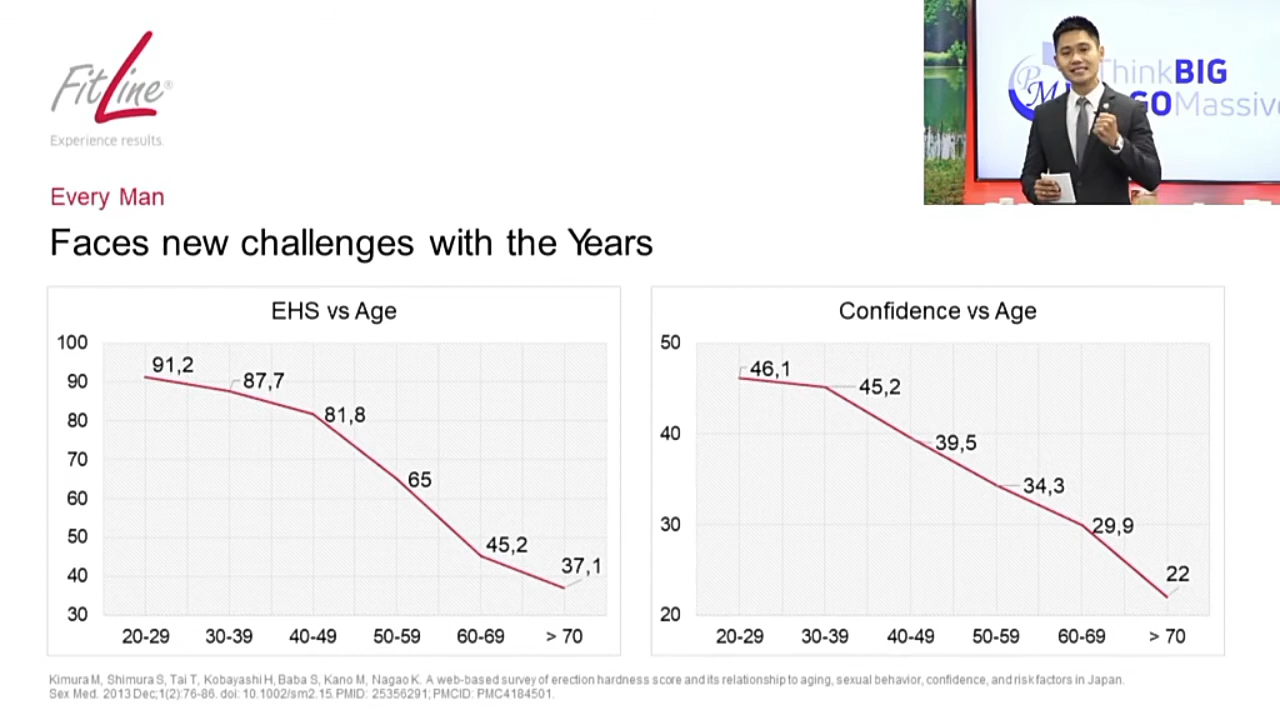 FitLine®
Experience results.
PM
ThinkBIG
GOMassive
Every Man
Faces new challenges with the Years
EHS vs Age
100
90
80
70
60
50
40
30
91,2
87,7
81,8
65
45,2
37,1
20-29 30-39 40-49 50-59 60-69 > 70
Confidence vs Age
50
40
30
20
46,1
45,2
39,5
34,3
29,9
22
20-29 30-39 40-49 50-59 60-69 > 70
Kimura M, Shimura S, Tai T, Kobayashi H, Baba S, Kano M, Nagao K. A web-based survey of erection hardness score and its relationship to aging, sexual behavior, confidence, and risk factors in Japan.
Sex Med. 2013 Dec;1(2):76-86. doi: 10.1002/sm2.15. PMID: 25356291; PMCID: PMC4184501.